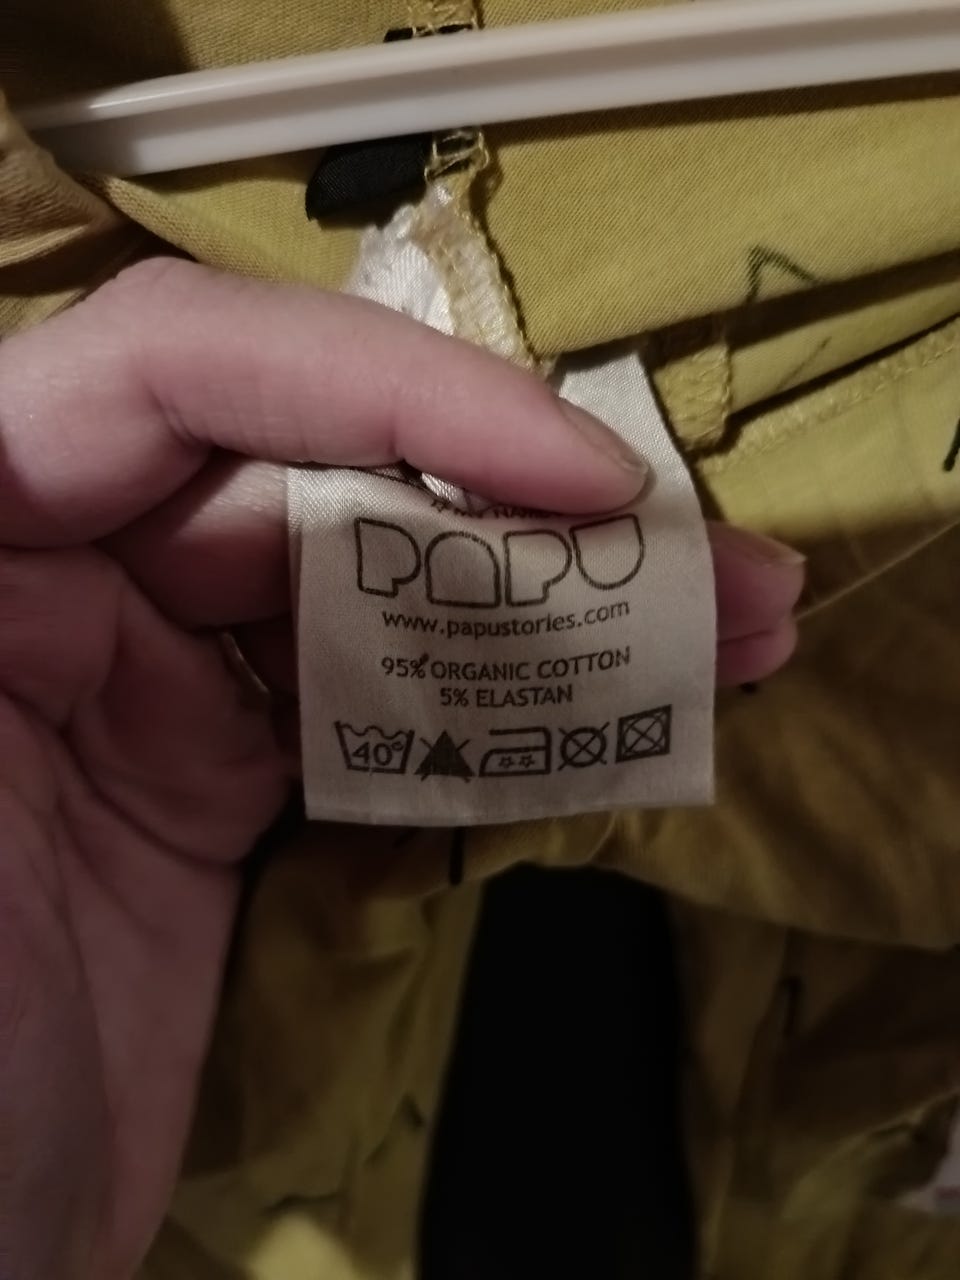 PAPU
www.papustories.com
95% ORGANIC COTTON
5% ELASTAN
40°